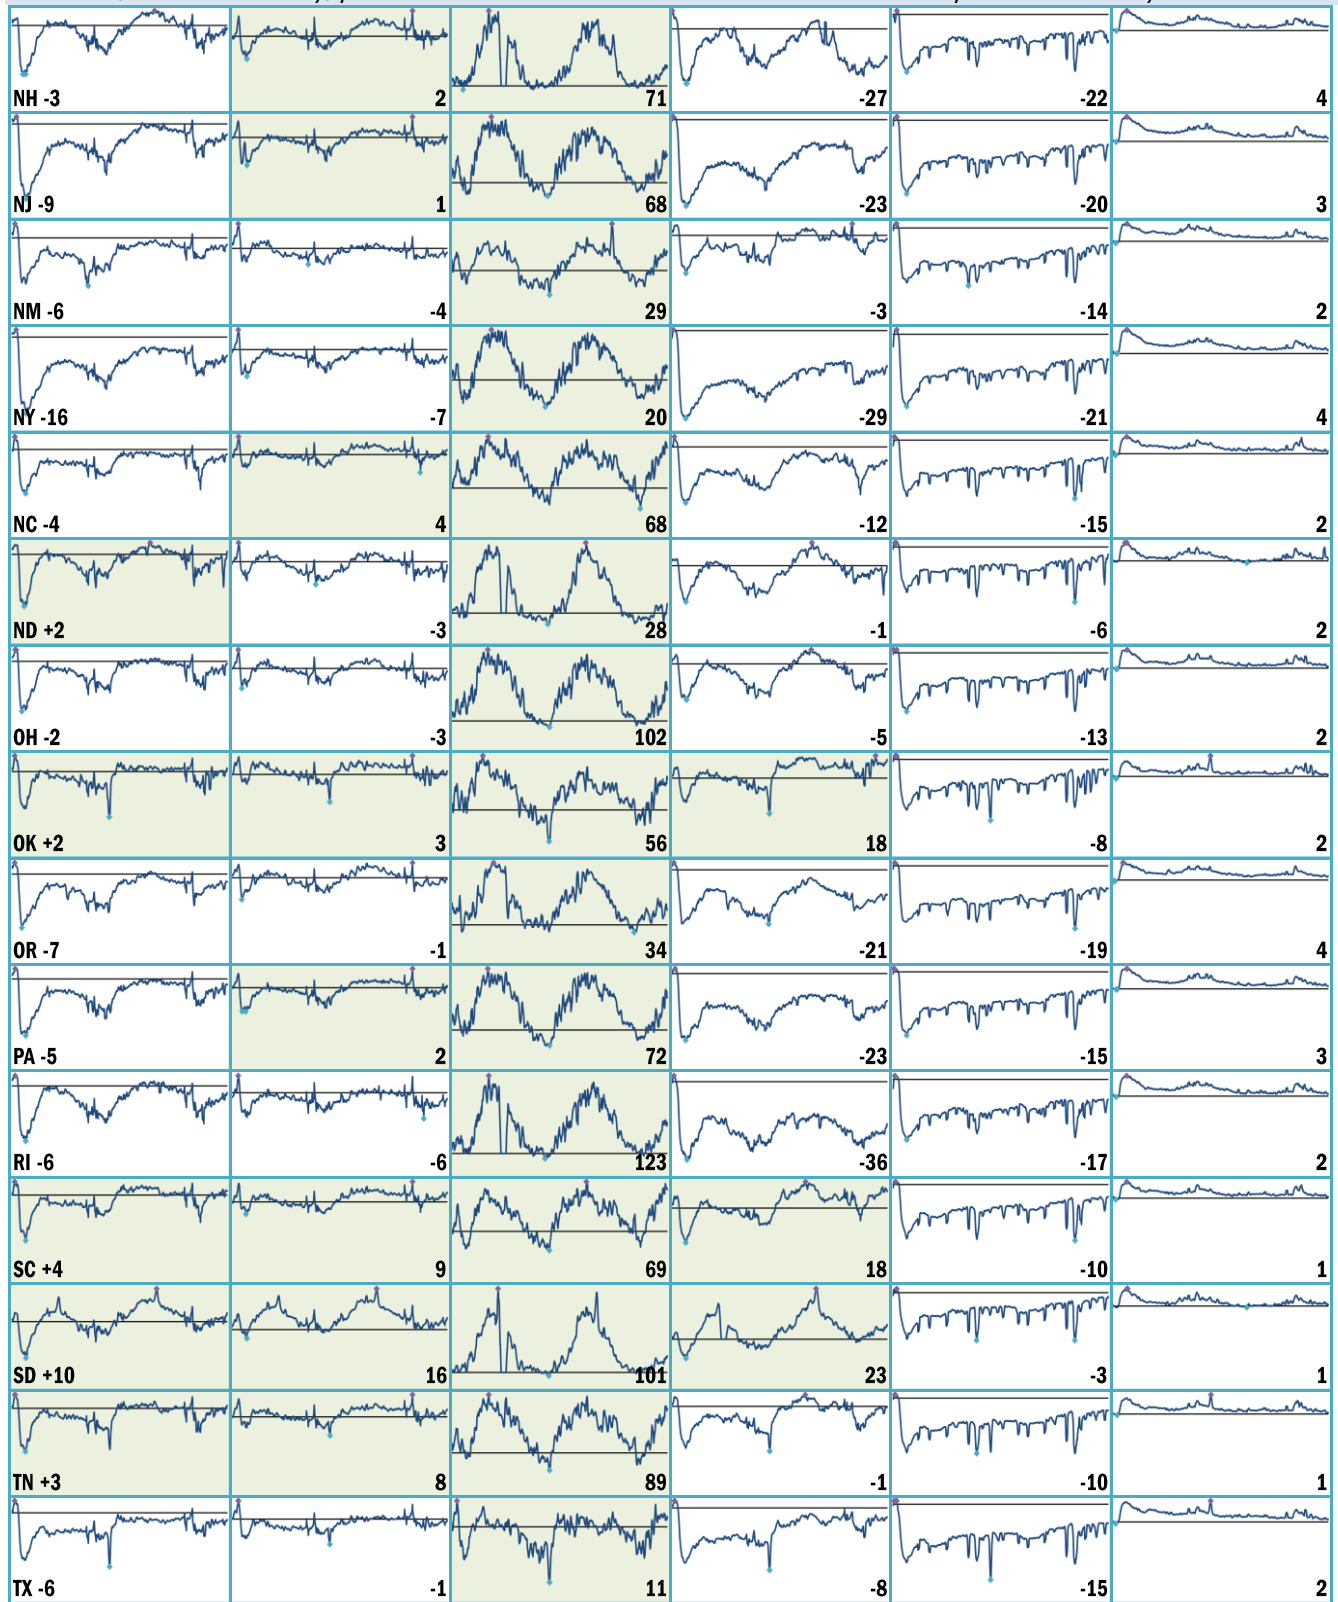 NH -3 2 71 -27 -22 4
NJ -9 1 68 -23 -20 3
NM -6 -4 29 -3 -14 2
NY -16 -7 20 -29 -21 4
NC -4 4 68 -12 -15 2
ND +2 -3 28 -1 -6 2
OH -2 -3 102 -5 -13 2
OK +2 3 56 18 -8 2
OR -7 -1 34 -21 -19 4
PA -5 2 72 -23 -15 3
RI -6 -6 123 -36 -17 2
SC +4 9 69 18 -10 1
SD +10 16 101 23 -3 1
TN +3 8 89 -1 -10 1
TX -6 -1 11 -8 -15 2